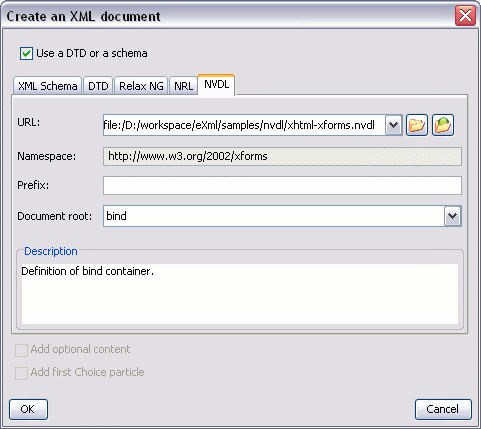 Create an XML document
Use a DTD or a schema
XML Schema DTD Relax NG NRL NVDL
URL: file:/D:/workspace/eXml/samples/nvdl/xhtml-xforms.nvdl
Namespace: http://www.w3.org/2002/xforms
Prefix:
Document root: bind
Description
Definition of bind container.
Add optional content
Add first Choice particle
OK Cancel